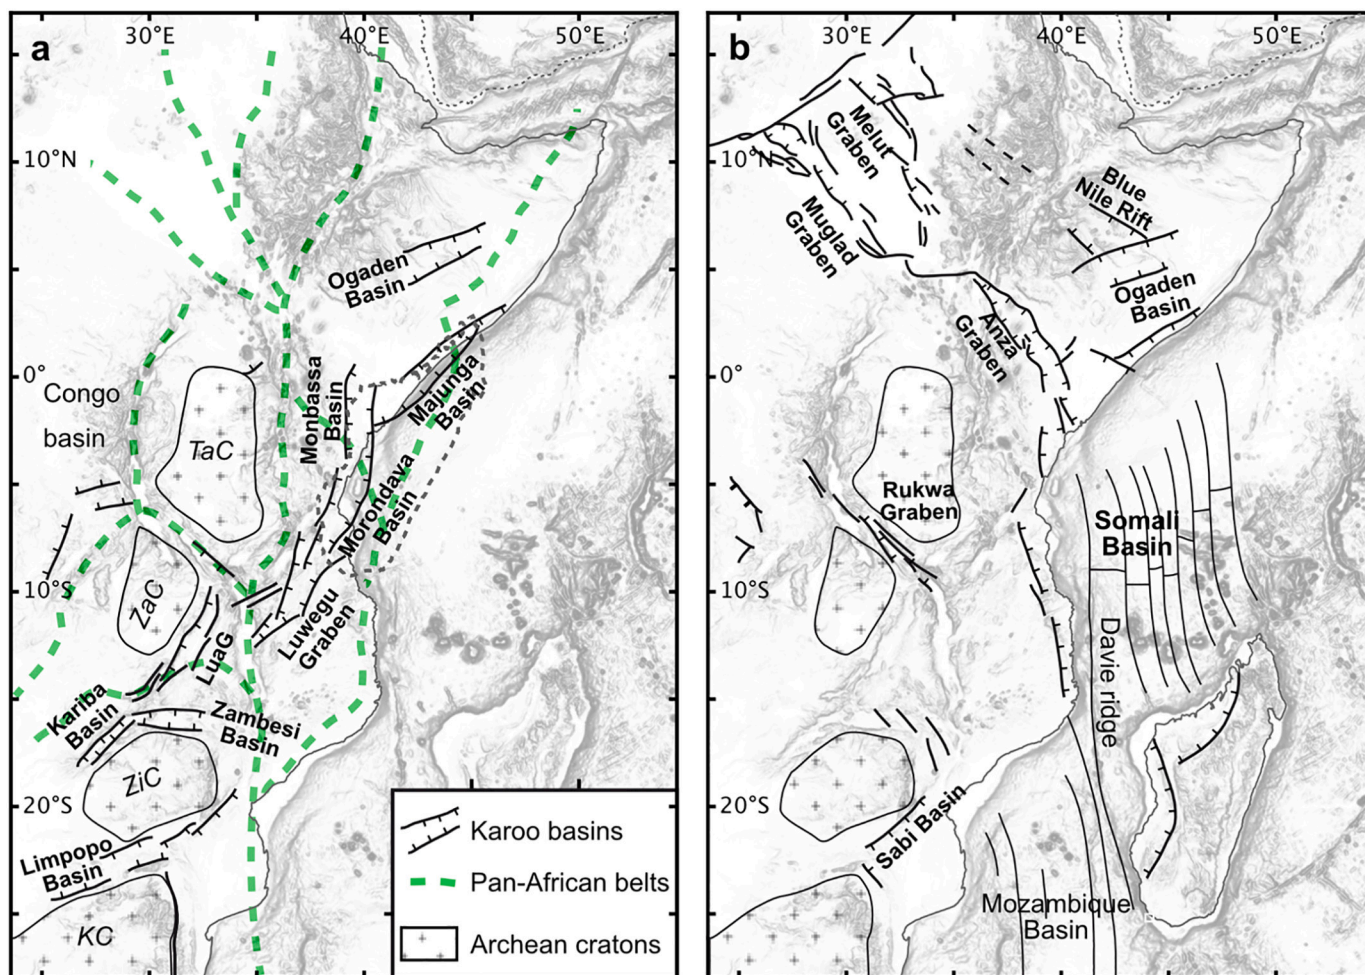 a
30°E
40°E
50°E
10°N
0°
10°S
20°S
Ogaden
Basin
Congo
basin
TaC
Monbassa
Basin
Majunga
Basin
Morondava
Basin
ZaC
LuaG
Luwegu
Graben
Kariba
Basin
Zambesi
Basin
ZiC
Limpopo
Basin
KC
Karoo basins
Pan-African belts
Archean cratons
b
30°E
40°E
50°E
10°N
0°
10°S
20°S
Melut
Graben
Muglad
Graben
Blue
Nile Rift
Ogaden
Basin
Anza
Graben
Rukwa
Graben
Somali
Basin
Davie ridge
Sabi Basin
Mozambique
Basin